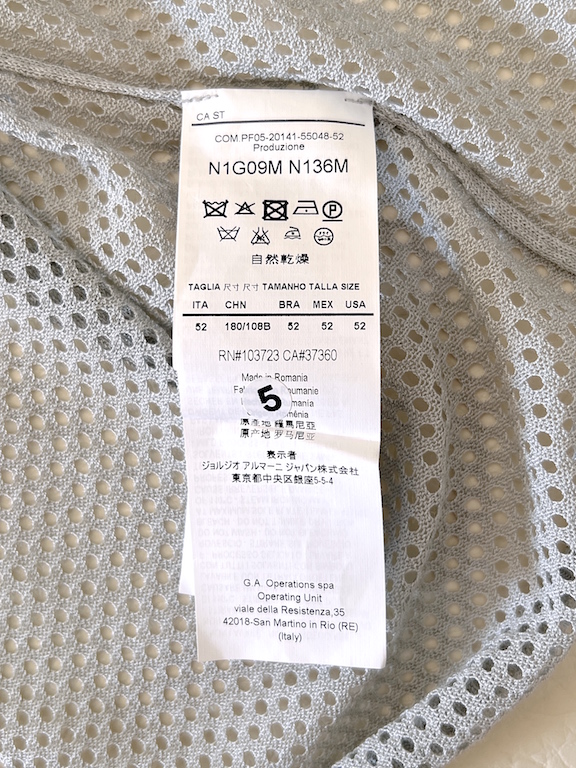 CA ST
COM.PF05-20141-55048-52
Produzione
N1G09M N136M
自然乾燥
TAGLIA 尺寸 尺寸 TAMANHO TALLA SIZE
ITA CHN BRA MEX USA
52 180/108B 52 52 52
RN#103723 CA#37360
Made in Romania
5
原產地 羅馬尼亞
原产地 罗马尼亚
表示者
ジョルジオ アルマーニ ジャパン株式会社
東京都中央区銀座5-5-4
G.A. Operations spa
Operating Unit
viale della Resistenza,35
42018-San Martino in Rio (RE)
(Italy)